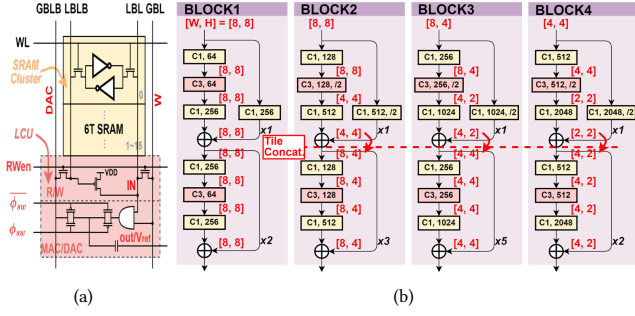 GBLB LBLB LBL GBL
WL
SRAM
Cluster
DAC
W
0
6T SRAM
1~15
LCU
RWen
VDD
R/W
IN
ϕ̅sw
ϕsw
out/Vref
MAC/DAC
(a)
BLOCK1
[W, H] = [8, 8]
C1, 64
[8, 8]
C3, 64
[8, 8]
C1, 256
C1, 256
[8, 8]
x1
[8, 8]
C1, 256
[8, 8]
C3, 64
[8, 8]
C1, 256
[8, 8]
x2
BLOCK2
[8, 8]
C1, 128
[8, 8]
C3, 128, /2
[4, 4]
C1, 512
C1, 512, /2
[4, 4]
x1
Tile
Concat.
[8, 4]
C1, 128
[8, 4]
C3, 128
[8, 4]
C1, 512
[8, 4]
x3
BLOCK3
[8, 4]
C1, 256
[8, 4]
C3, 256, /2
[4, 2]
C1, 1024
C1, 1024, /2
[4, 2]
x1
[4, 4]
C1, 256
[4, 4]
C3, 256
[4, 4]
C1, 1024
[4, 4]
x5
BLOCK4
[4, 4]
C1, 512
[4, 4]
C3, 512, /2
[2, 2]
C1, 2048
C1, 2048, /2
[2, 2]
x1
[4, 2]
C1, 512
[4, 2]
C3, 512
[4, 2]
C1, 2048
[4, 2]
x2
(b)